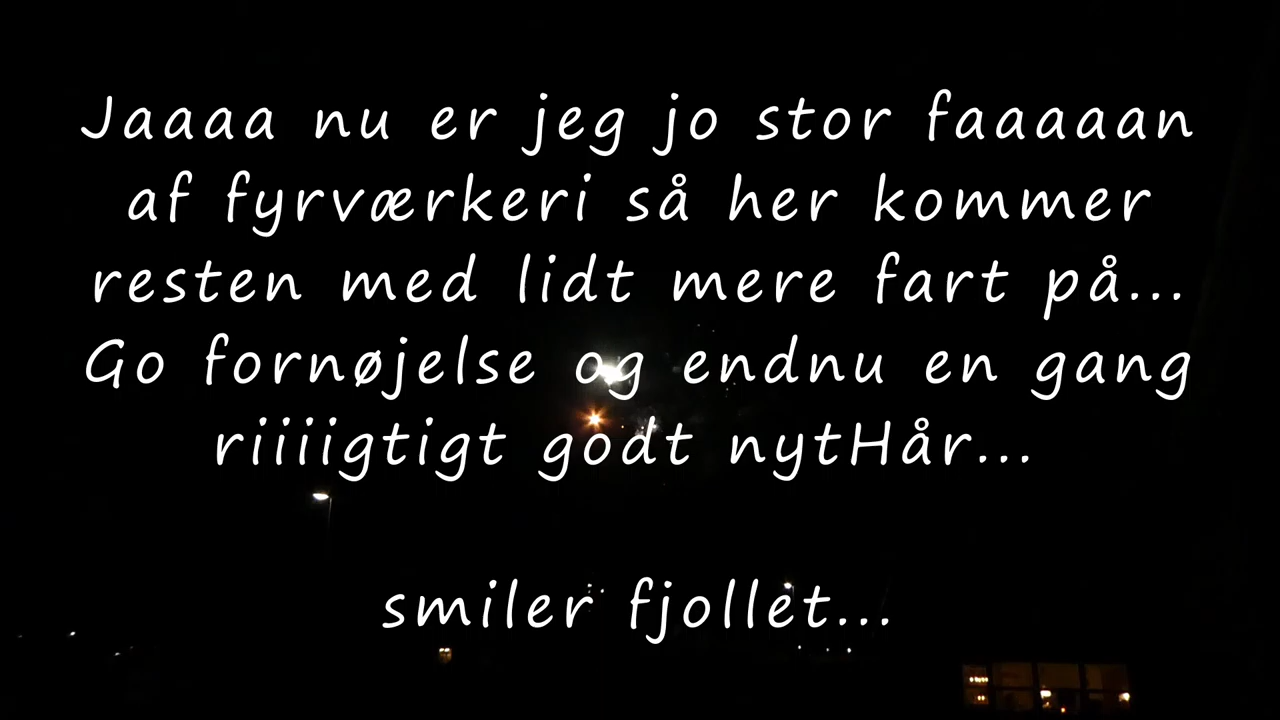 Jaaaa nu er jeg jo stor faaaaan
af fyrværkeri så her kommer
resten med lidt mere fart på...
Go fornøjelse og endnu en gang
riiiigtigt godt nytHår...
smiler fjollet...